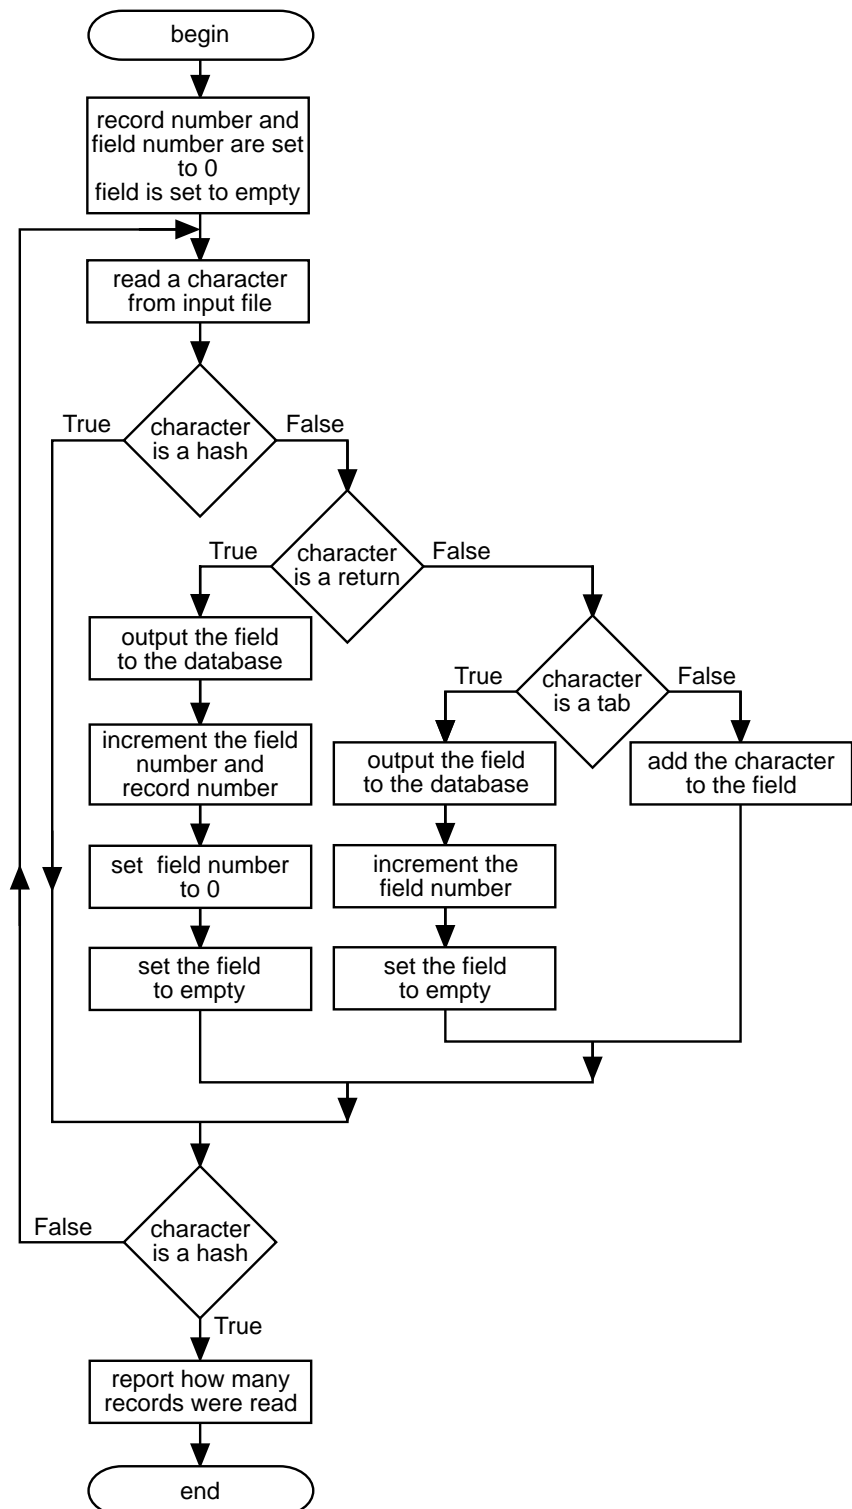 begin
record number and
field number are set
to 0
field is set to empty
read a character
from input file
True
False
character
is a hash
True
False
character
is a return
output the field
to the database
True
False
character
is a tab
increment the field
number and
record number
output the field
to the database
add the character
to the field
set field number
to 0
increment the
field number
set the field
to empty
set the field
to empty
False
character
is a hash
True
report how many
records were read
end